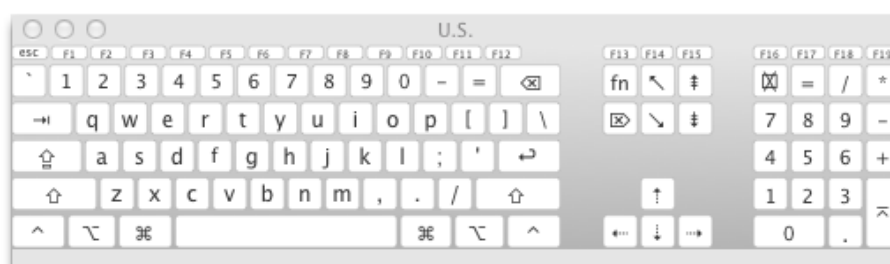 U.S.
esc F1 F2 F3 F4 F5 F6 F7 F8 F9 F10 F11 F12 F13 F14 F15 F16 F17 F18 F19
` 1 2 3 4 5 6 7 8 9 0 - = ⌫ fn ↖ ⇞ ⌧ = / *
⇥ q w e r t y u i o p [ ] \ ⌦ ↘ ⇟ 7 8 9 -
⇪ a s d f g h j k l ; ' ↩ 4 5 6 +
⇧ z x c v b n m , . / ⇧ ⇡ 1 2 3 ⌅
⌃ ⌥ ⌘ ⌘ ⌥ ⌃ ⇠ ⇣ ⇢ 0 .